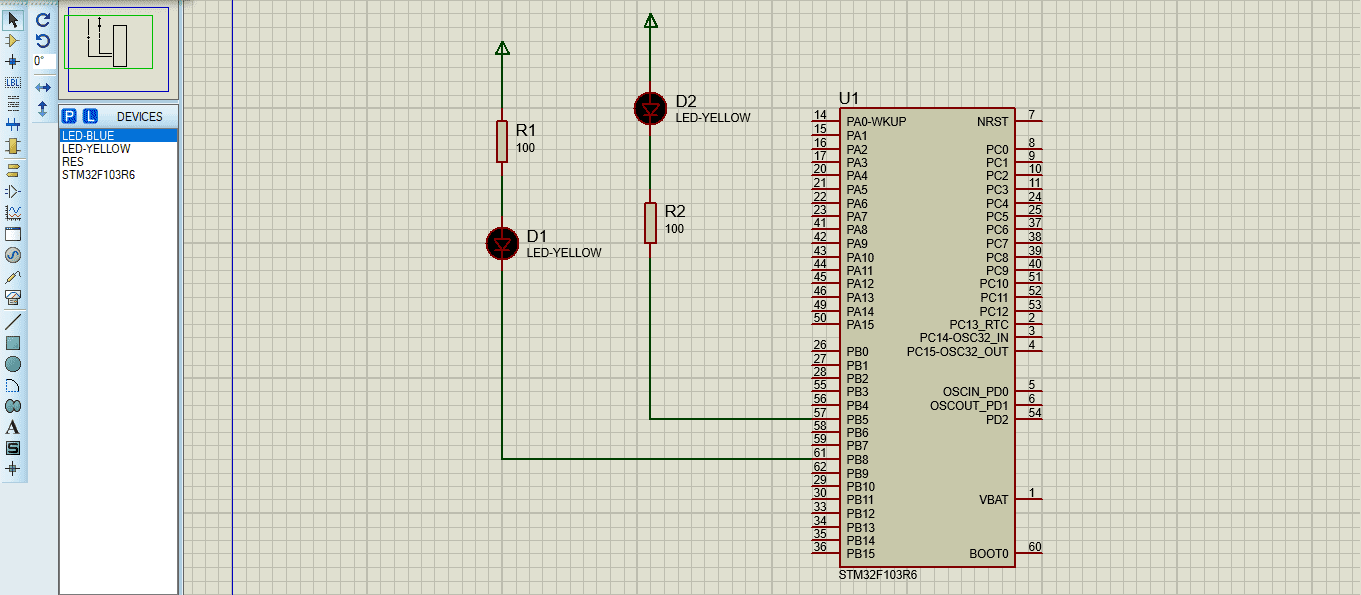 0°
LBL
P L DEVICES
LED-BLUE
LED-YELLOW
RES
STM32F103R6
A
S
R1
100
D1
LED-YELLOW
D2
LED-YELLOW
R2
100
U1
14 PA0-WKUP NRST 7
15 PA1
16 PA2 PC0 8
17 PA3 PC1 9
20 PA4 PC2 10
21 PA5 PC3 11
22 PA6 PC4 24
23 PA7 PC5 25
41 PA8 PC6 37
42 PA9 PC7 38
43 PA10 PC8 39
44 PA11 PC9 40
45 PA12 PC10 51
46 PA13 PC11 52
49 PA14 PC12 53
50 PA15 PC13_RTC 2
PC14-OSC32_IN 3
26 PB0 PC15-OSC32_OUT 4
27 PB1
28 PB2
55 PB3 OSCIN_PD0 5
56 PB4 OSCOUT_PD1 6
57 PB5 PD2 54
58 PB6
59 PB7
61 PB8
62 PB9
29 PB10
30 PB11 VBAT 1
33 PB12
34 PB13
35 PB14
36 PB15 BOOT0 60
STM32F103R6